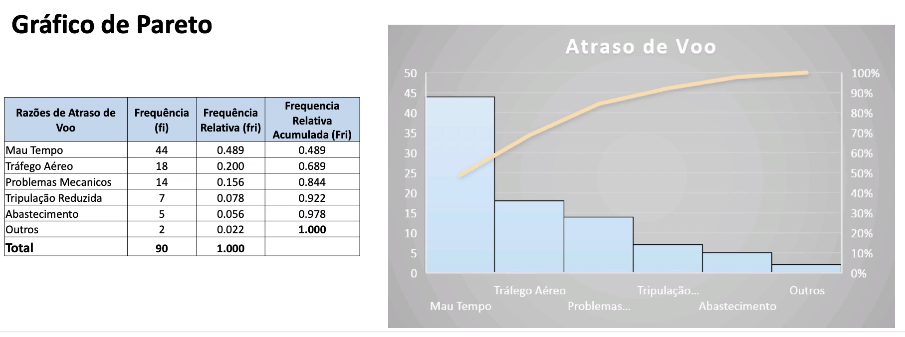 Gráfico de Pareto
Razões de Atraso de Voo Frequência (fi) Frequência Relativa (fri) Frequencia Relativa Acumulada (Fri)
Mau Tempo 44 0.489 0.489
Tráfego Aéreo 18 0.200 0.689
Problemas Mecanicos 14 0.156 0.844
Tripulação Reduzida 7 0.078 0.922
Abastecimento 5 0.056 0.978
Outros 2 0.022 1.000
Total 90 1.000
Atraso de Voo
50 100%
45 90%
40 80%
35 70%
30 60%
25 50%
20 40%
15 30%
10 20%
5 10%
0 0%
Tráfego Aéreo Tripulação... Outros
Mau Tempo Problemas... Abastecimento